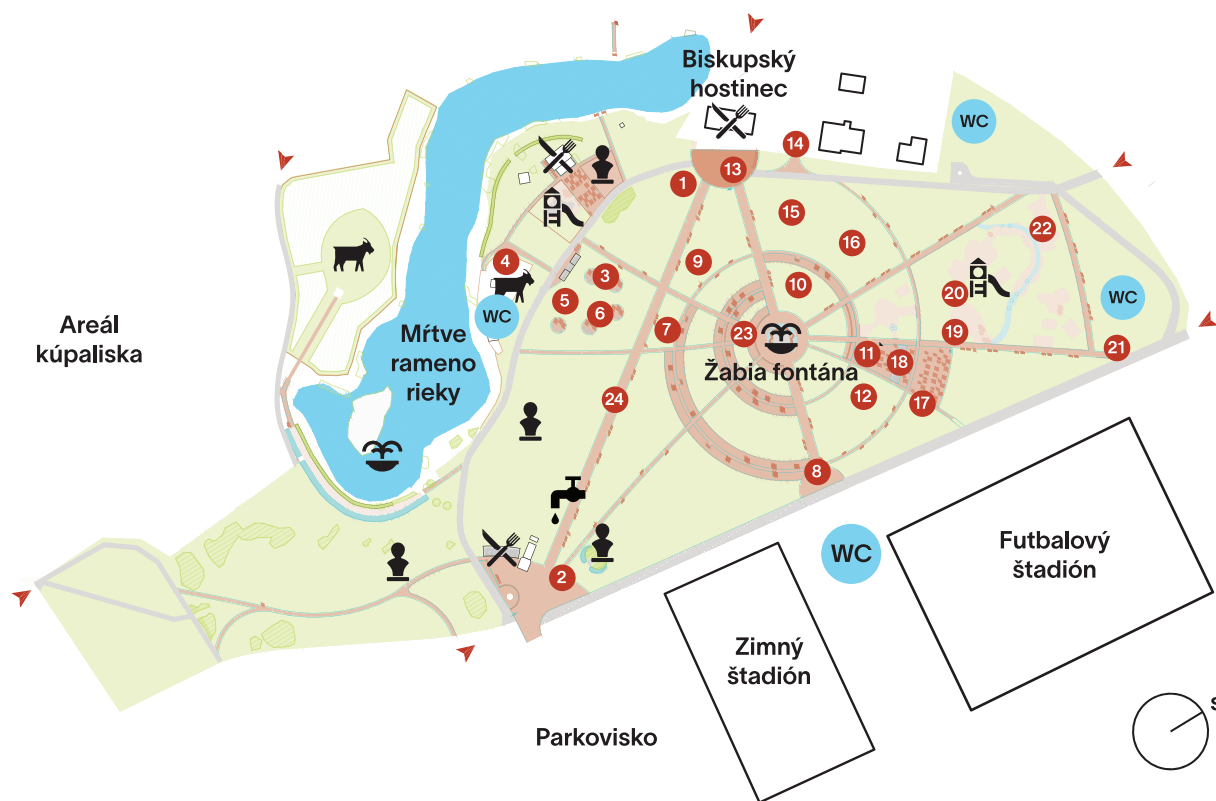 Biskupský
hostinec
WC
14
13
1
15
22
16
4
9
3
10
20
5
6
WC
WC
7
23
19
Areál
kúpaliska
Mŕtve
rameno
rieky
Žabia fontána
11
18
21
12
17
24
8
WC
Futbalový
štadión
2
Zimný
štadión
Parkovisko
S